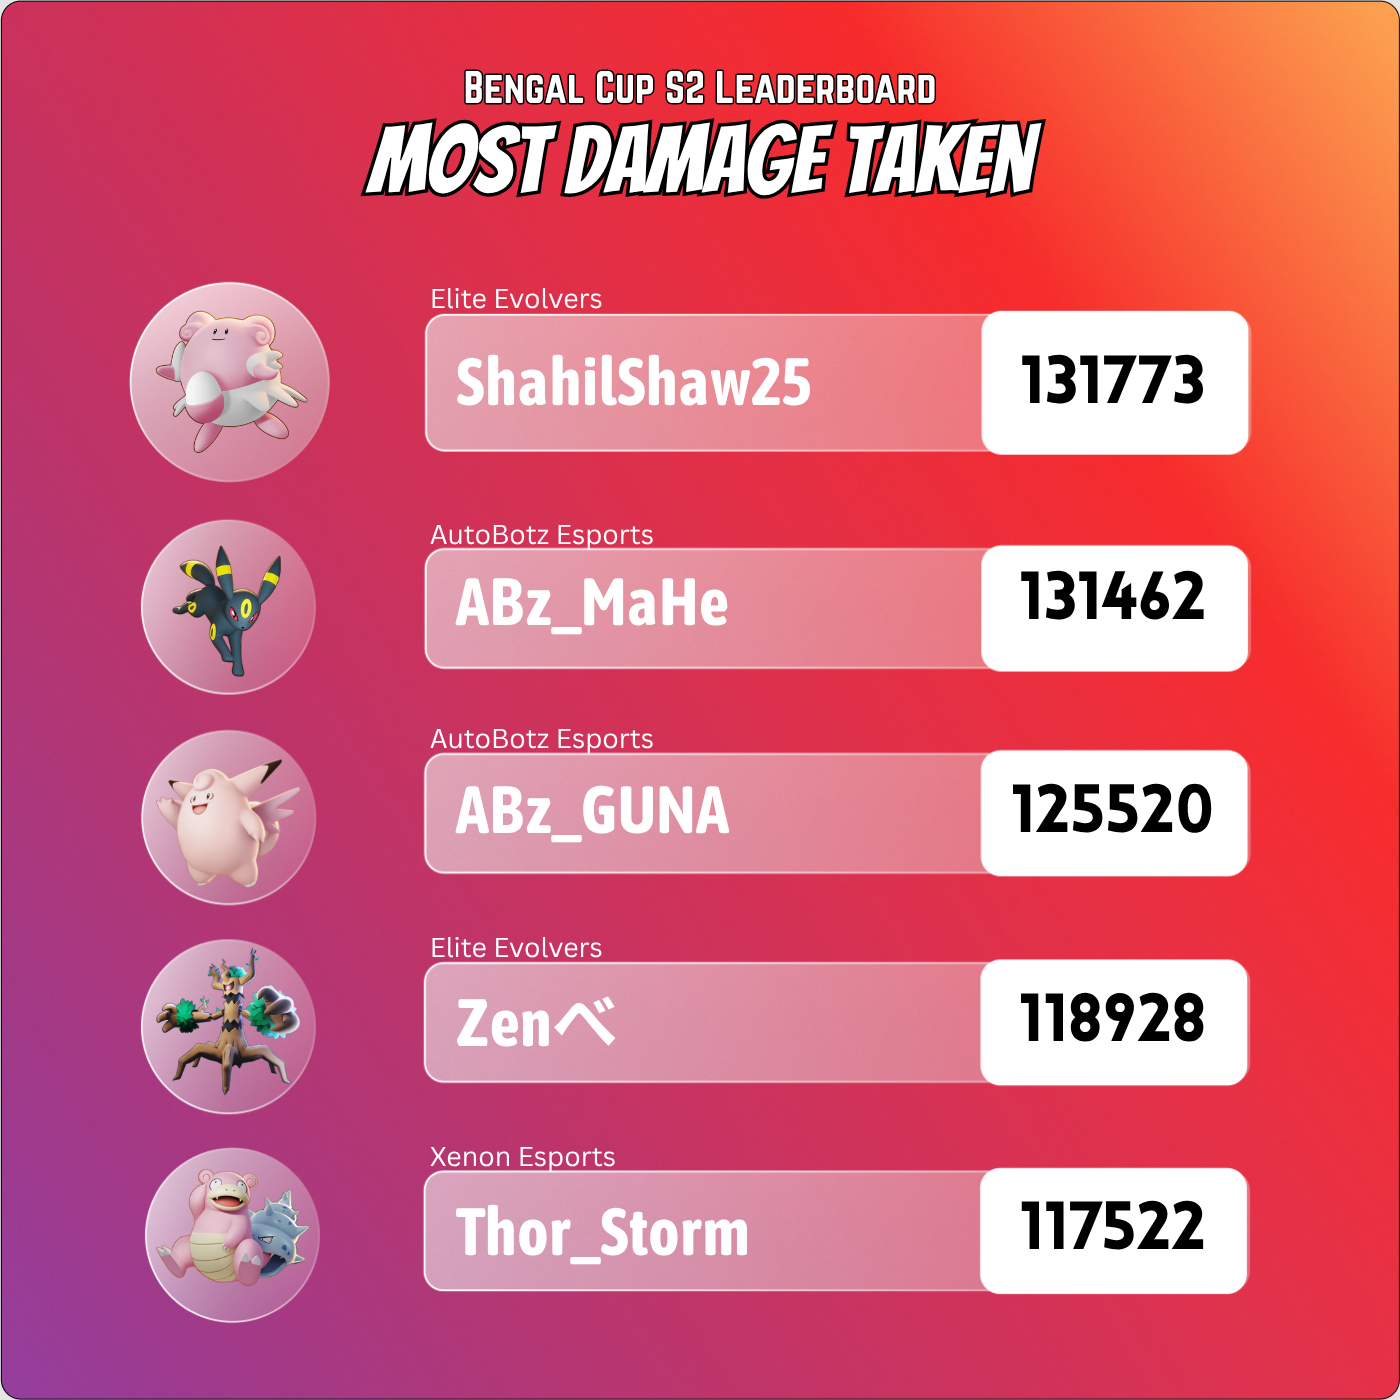 Bengal Cup S2 Leaderboard
MOST DAMAGE TAKEN
Elite Evolvers
ShahilShaw25
131773
AutoBotz Esports
ABz_MaHe
131462
AutoBotz Esports
ABz_GUNA
125520
Elite Evolvers
Zenべ
118928
Xenon Esports
Thor_Storm
117522